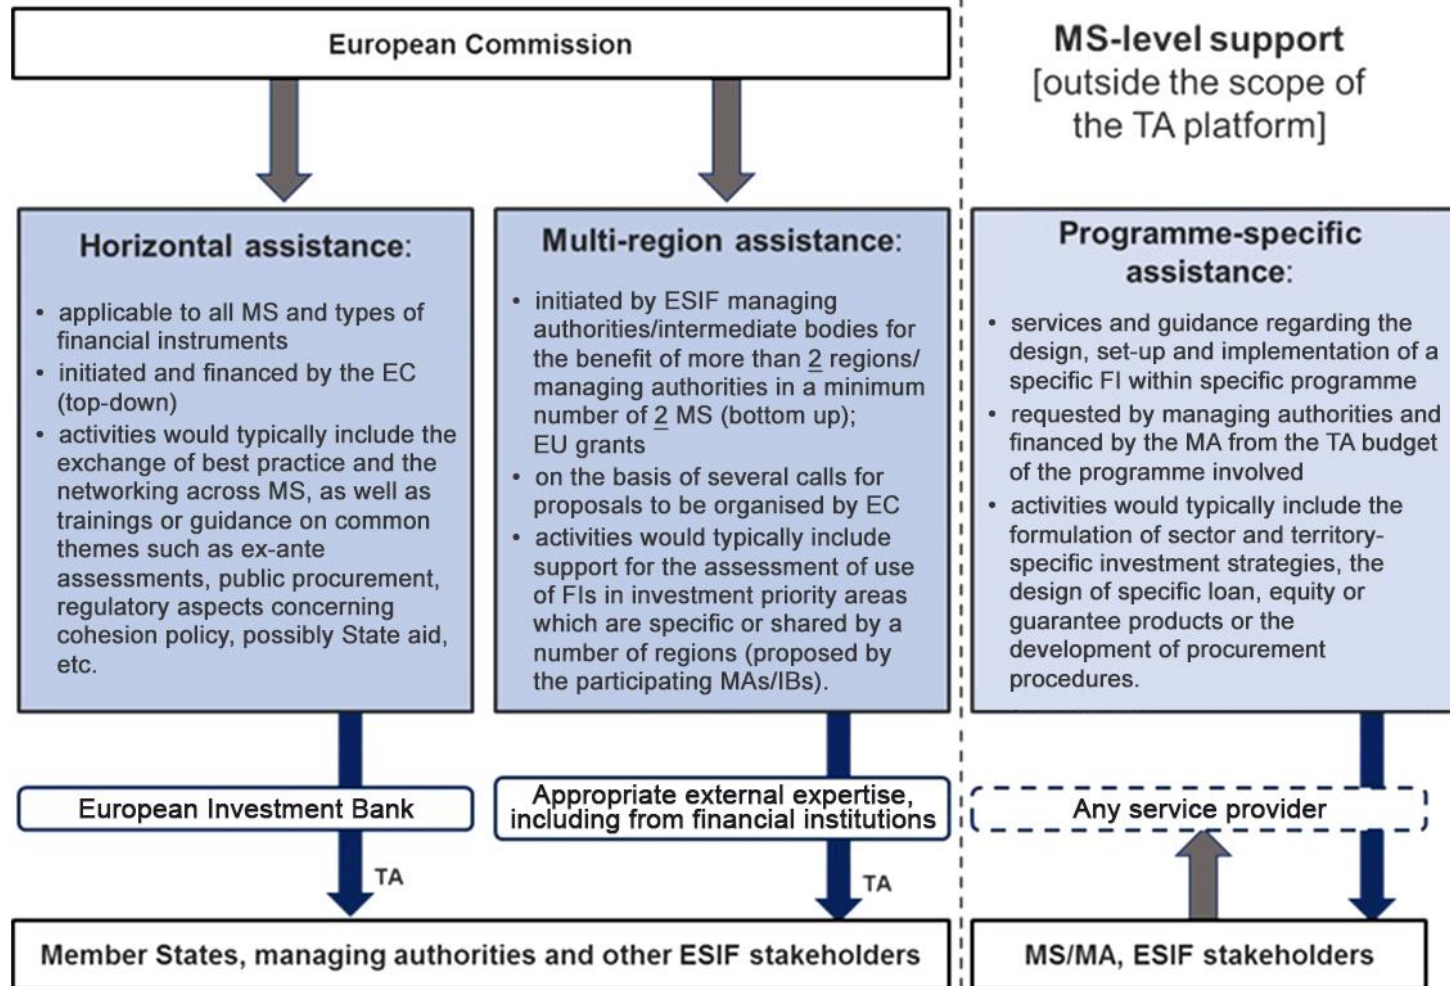 European Commission
MS-level support
[outside the scope of
the TA platform]
Horizontal assistance:
• applicable to all MS and types of
financial instruments
• initiated and financed by the EC
(top-down)
• activities would typically include the
exchange of best practice and the
networking across MS, as well as
trainings or guidance on common
themes such as ex-ante
assessments, public procurement,
regulatory aspects concerning
cohesion policy, possibly State aid,
etc.
Multi-region assistance:
• initiated by ESIF managing
authorities/intermediate bodies for
the benefit of more than 2 regions/
managing authorities in a minimum
number of 2 MS (bottom up);
EU grants
• on the basis of several calls for
proposals to be organised by EC
• activities would typically include
support for the assessment of use
of FIs in investment priority areas
which are specific or shared by a
number of regions (proposed by
the participating MAs/IBs).
Programme-specific
assistance:
• services and guidance regarding the
design, set-up and implementation of a
specific FI within specific programme
• requested by managing authorities and
financed by the MA from the TA budget
of the programme involved
• activities would typically include the
formulation of sector and territory-
specific investment strategies, the
design of specific loan, equity or
guarantee products or the
development of procurement
procedures.
European Investment Bank
Appropriate external expertise,
including from financial institutions
Any service provider
TA
TA
Member States, managing authorities and other ESIF stakeholders
MS/MA, ESIF stakeholders